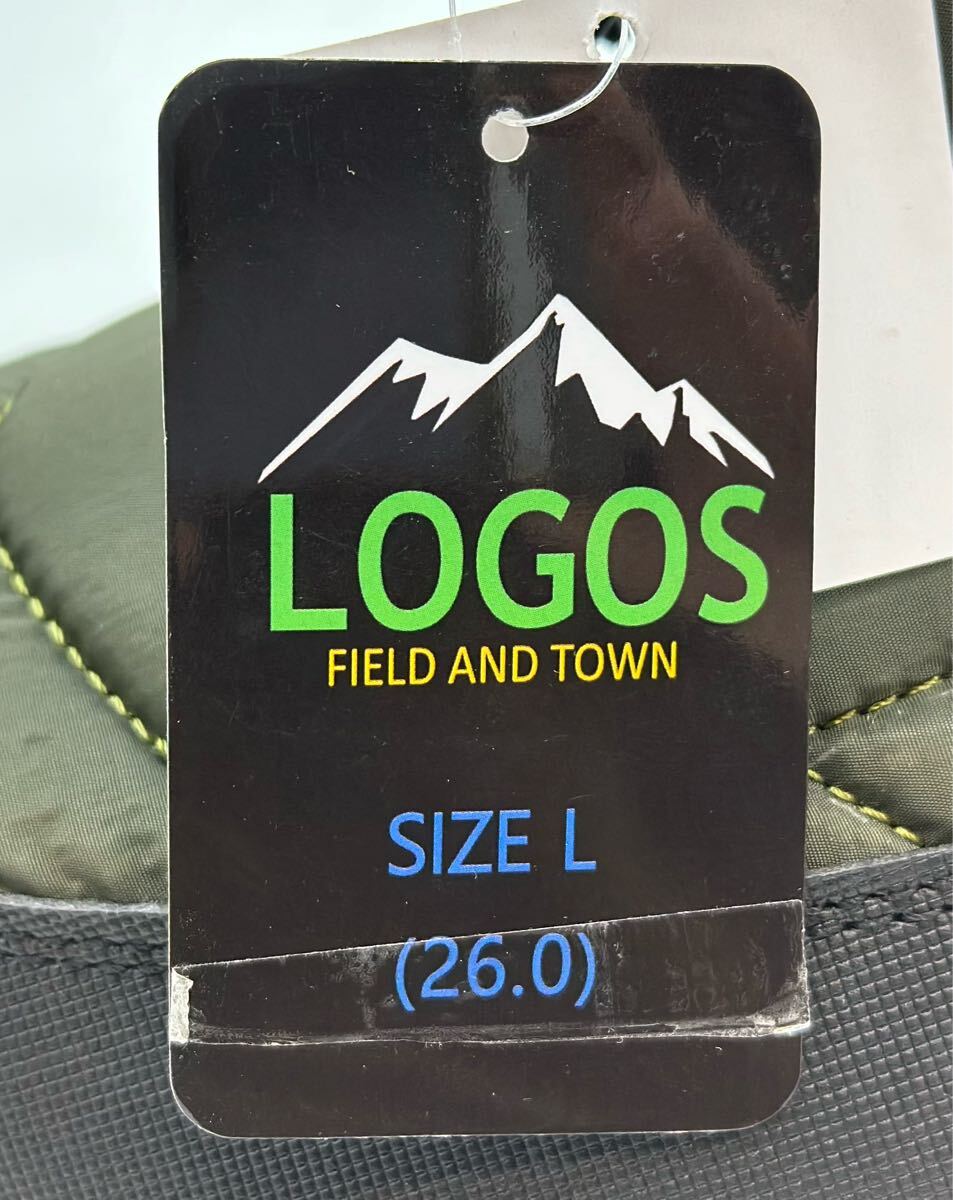 LOGOS
FIELD AND TOWN
SIZE L
(26.0)